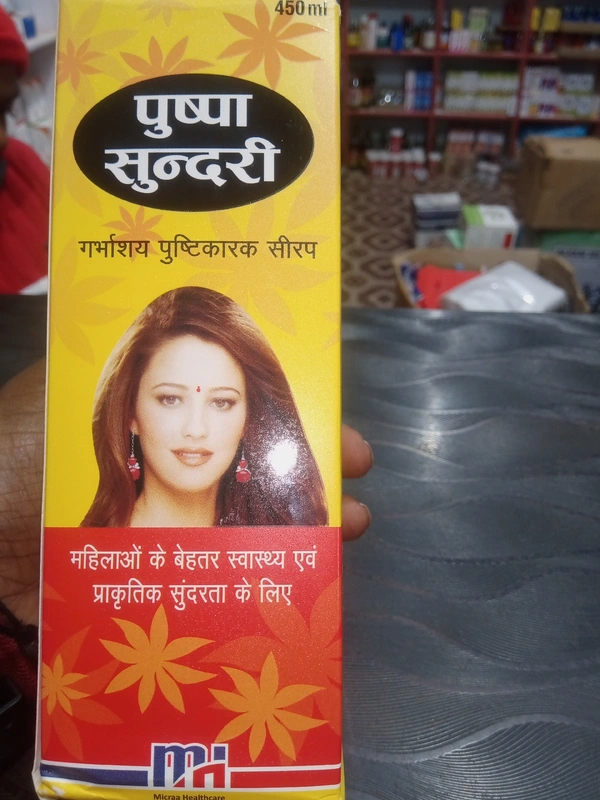 450 ml
पुष्पा
सुन्दरी
गर्भाशय पुष्टिकारक सीरप
महिलाओं के बेहतर स्वास्थ्य एवं
प्राकृतिक सुंदरता के लिए
Micraa Healthcare